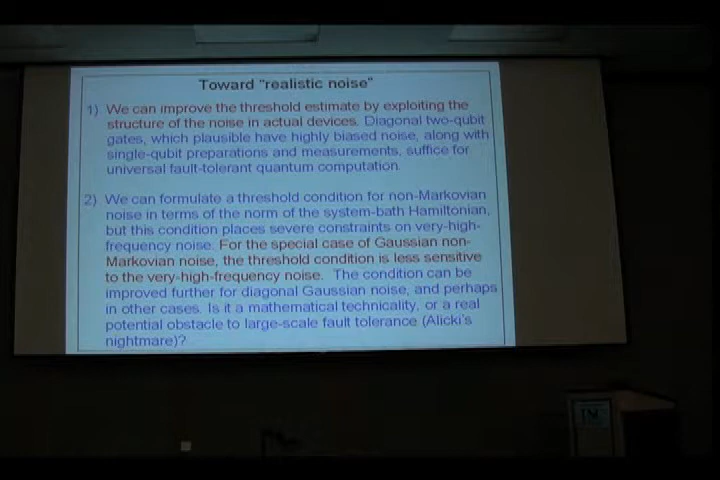 Toward "realistic noise"
1) We can improve the threshold estimate by exploiting the
structure of the noise in actual devices. Diagonal two-qubit
gates, which plausible have highly biased noise, along with
single-qubit preparations and measurements, suffice for
universal fault-tolerant quantum computation.
2) We can formulate a threshold condition for non-Markovian
noise in terms of the norm of the system-bath Hamiltonian,
but this condition places severe constraints on very-high-
frequency noise. For the special case of Gaussian non-
Markovian noise, the threshold condition is less sensitive
to the very-high-frequency noise. The condition can be
improved further for diagonal Gaussian noise, and perhaps
in other cases. Is it a mathematical technicality, or a real
potential obstacle to large-scale fault tolerance (Alicki's
nightmare)?